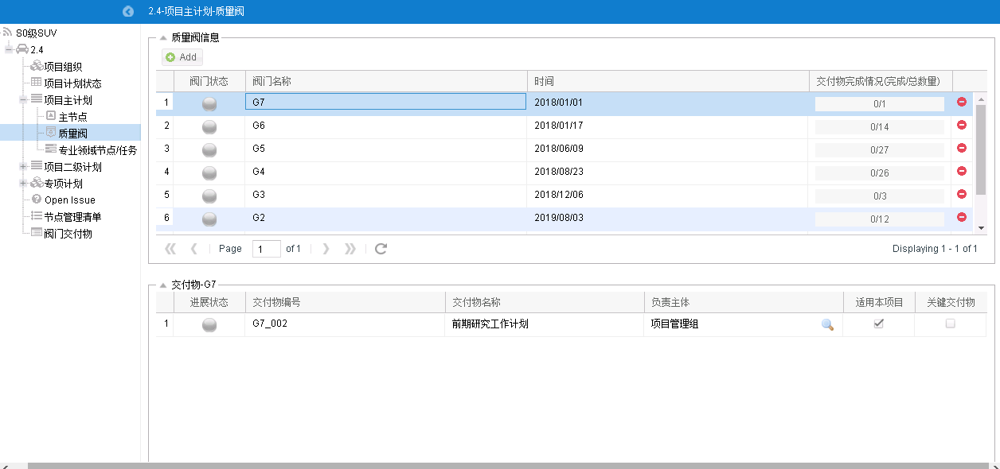 2.4-项目主计划-质量阀
S0级SUV
2.4
项目组织
项目计划状态
项目主计划
主节点
质量阀
专业领域节点/任务
项目二级计划
专项计划
Open Issue
节点管理清单
阀门交付物
质量阀信息
Add
阀门状态 阀门名称 时间 交付物完成情况(完成/总数量)
1 G7 2018/01/01 0/1
2 G6 2018/01/17 0/14
3 G5 2018/06/09 0/27
4 G4 2018/08/23 0/26
5 G3 2018/12/06 0/3
6 G2 2019/08/03 0/12
Page 1 of 1 Displaying 1 - 1 of 1
交付物-G7
进展状态 交付物编号 交付物名称 负责主体 适用本项目 关键交付物
1 G7_002 前期研究工作计划 项目管理组